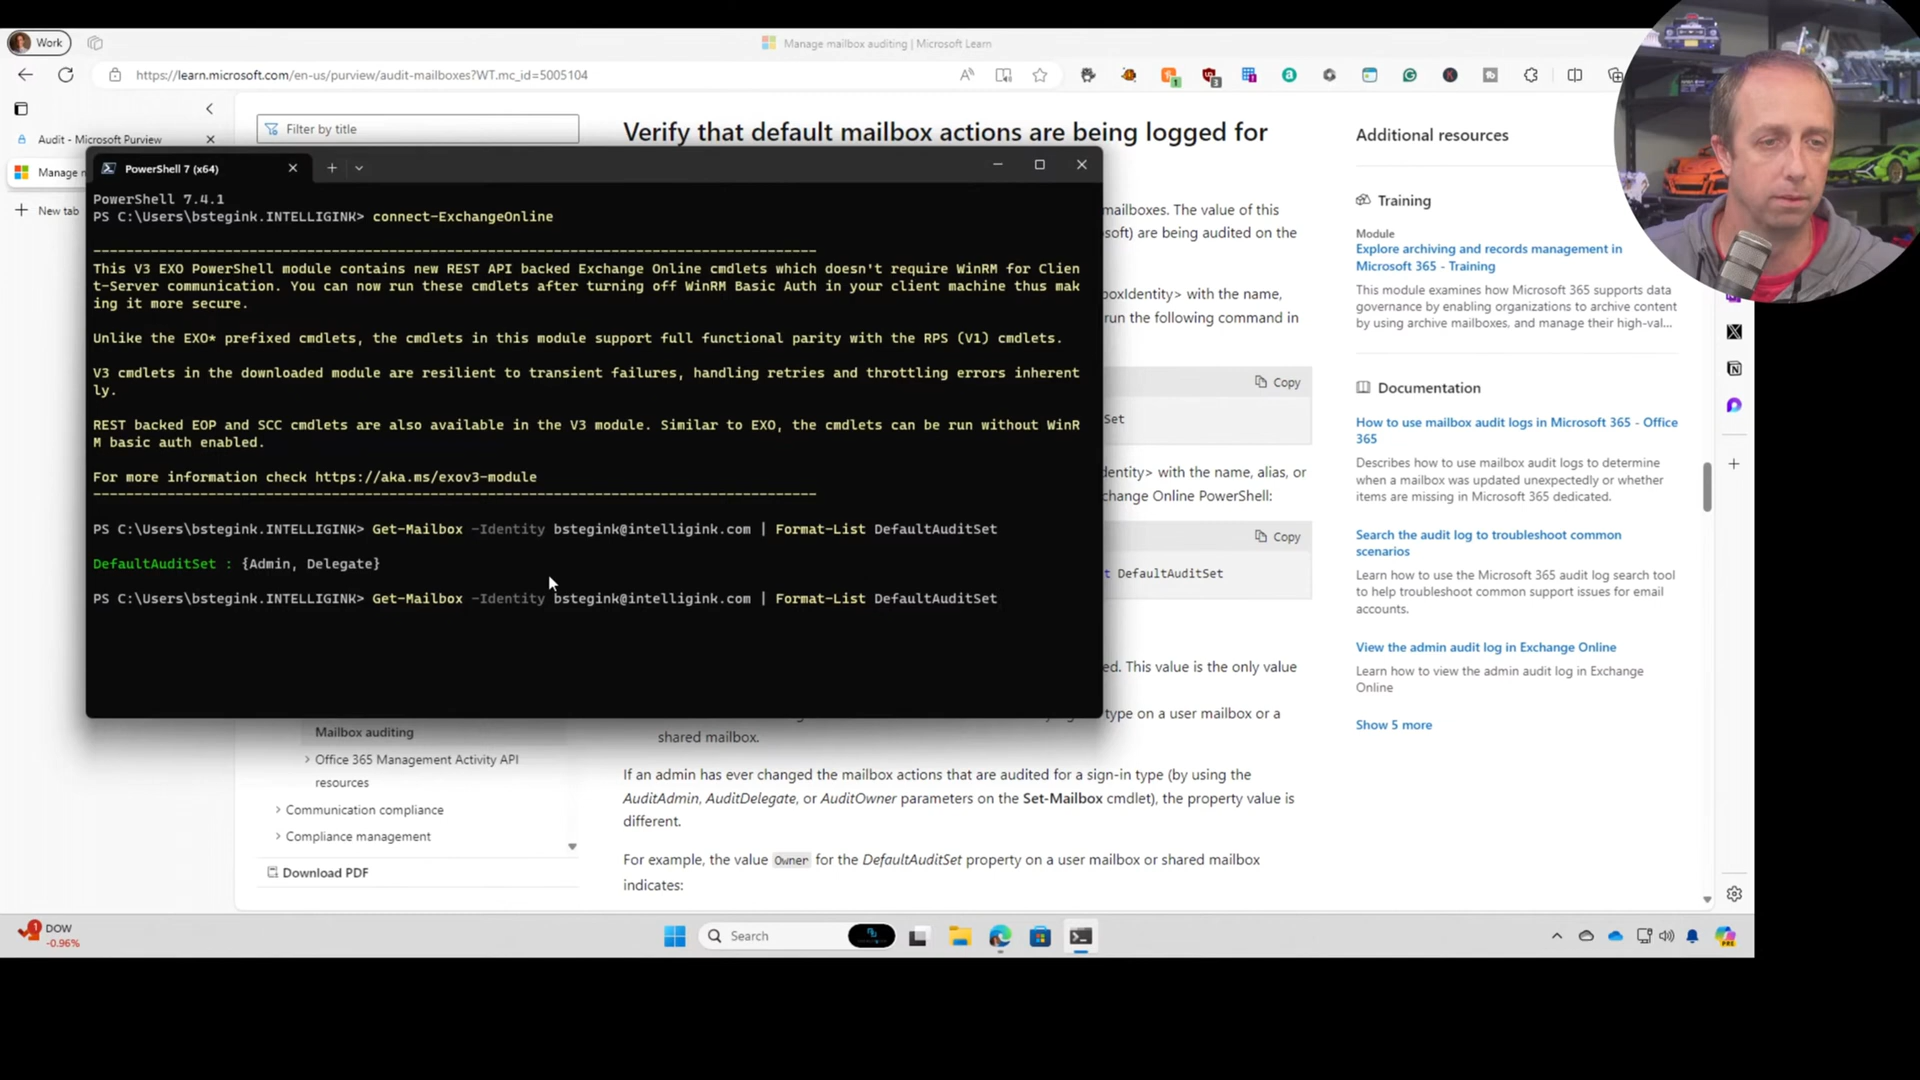 Work
Manage mailbox auditing | Microsoft Learn
https://learn.microsoft.com/en-us/purview/audit-mailboxes?WT.mc_id=5005104
Audit - Microsoft Purview
Manage m
New tab
Filter by title
Verify that default mailbox actions are being logged for
PowerShell 7 (x64)
PowerShell 7.4.1
PS C:\Users\bstegink.INTELLIGINK> connect-ExchangeOnline
----------------------------------------------------------------------------------------
This V3 EXO PowerShell module contains new REST API backed Exchange Online cmdlets which doesn't require WinRM for Clien
t-Server communication. You can now run these cmdlets after turning off WinRM Basic Auth in your client machine thus mak
ing it more secure.
Unlike the EXO* prefixed cmdlets, the cmdlets in this module support full functional parity with the RPS (V1) cmdlets.
V3 cmdlets in the downloaded module are resilient to transient failures, handling retries and throttling errors inherent
ly.
REST backed EOP and SCC cmdlets are also available in the V3 module. Similar to EXO, the cmdlets can be run without WinR
M basic auth enabled.
For more information check https://aka.ms/exov3-module
----------------------------------------------------------------------------------------
PS C:\Users\bstegink.INTELLIGINK> Get-Mailbox -Identity bstegink@intelligink.com | Format-List DefaultAuditSet
DefaultAuditSet : {Admin, Delegate}
PS C:\Users\bstegink.INTELLIGINK> Get-Mailbox -Identity bstegink@intelligink.com | Format-List DefaultAuditSet
mailboxes. The value of this
soft) are being audited on the
boxIdentity> with the name,
run the following command in
Copy
Set
dentity> with the name, alias, or
change Online PowerShell:
Copy
t DefaultAuditSet
ed. This value is the only value
type on a user mailbox or a
shared mailbox.
If an admin has ever changed the mailbox actions that are audited for a sign-in type (by using the
AuditAdmin, AuditDelegate, or AuditOwner parameters on the Set-Mailbox cmdlet), the property value is
different.
For example, the value Owner for the DefaultAuditSet property on a user mailbox or shared mailbox
indicates:
Mailbox auditing
Office 365 Management Activity API
resources
Communication compliance
Compliance management
Download PDF
Additional resources
Training
Module
Explore archiving and records management in
Microsoft 365 - Training
This module examines how Microsoft 365 supports data
governance by enabling organizations to archive content
by using archive mailboxes, and manage their high-val...
Documentation
How to use mailbox audit logs in Microsoft 365 - Office
365
Describes how to use mailbox audit logs to determine
when a mailbox was updated unexpectedly or whether
items are missing in Microsoft 365 dedicated.
Search the audit log to troubleshoot common
scenarios
Learn how to use the Microsoft 365 audit log search tool
to help troubleshoot common support issues for email
accounts.
View the admin audit log in Exchange Online
Learn how to view the admin audit log in Exchange
Online
Show 5 more
1
DOW
-0.96%
Search
PRE